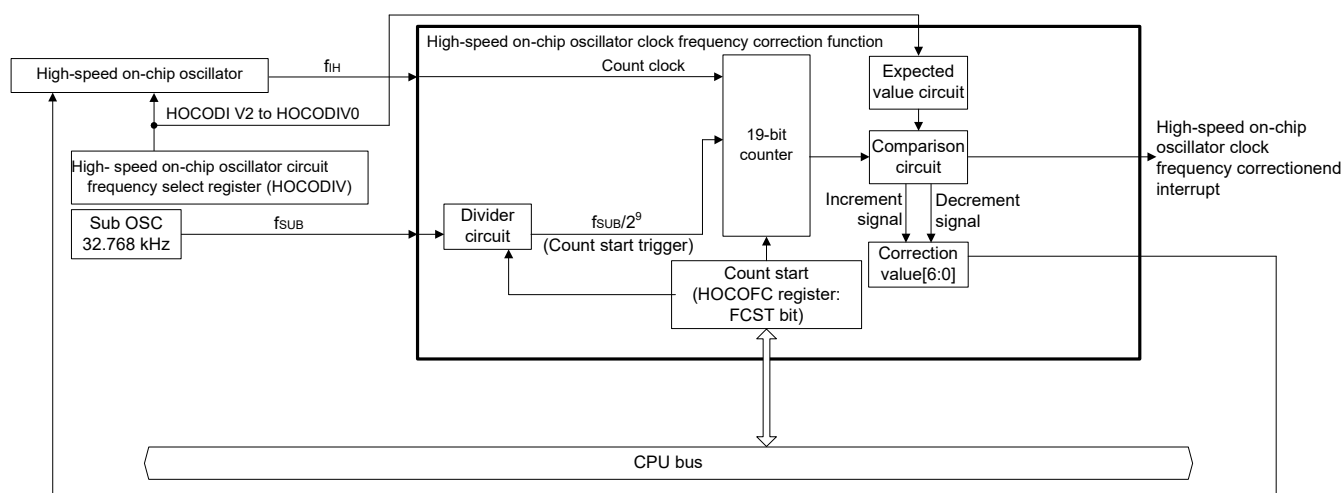 High-speed on-chip oscillator clock frequency correction function
High-speed on-chip oscillator
fIH
Count clock
Expected
value circuit
HOCODI V2 to HOCODIV0
19-bit
counter
Comparison
circuit
High-speed on-chip
oscillator clock
frequency correctionend
interrupt
High- speed on-chip oscillator circuit
frequency select register (HOCODIV)
Increment
signal
Decrement
signal
Sub OSC
32.768 kHz
fSUB
Divider
circuit
fSUB/2⁹
(Count start trigger)
Correction
value[6:0]
Count start
(HOCOFC register:
FCST bit)
CPU bus